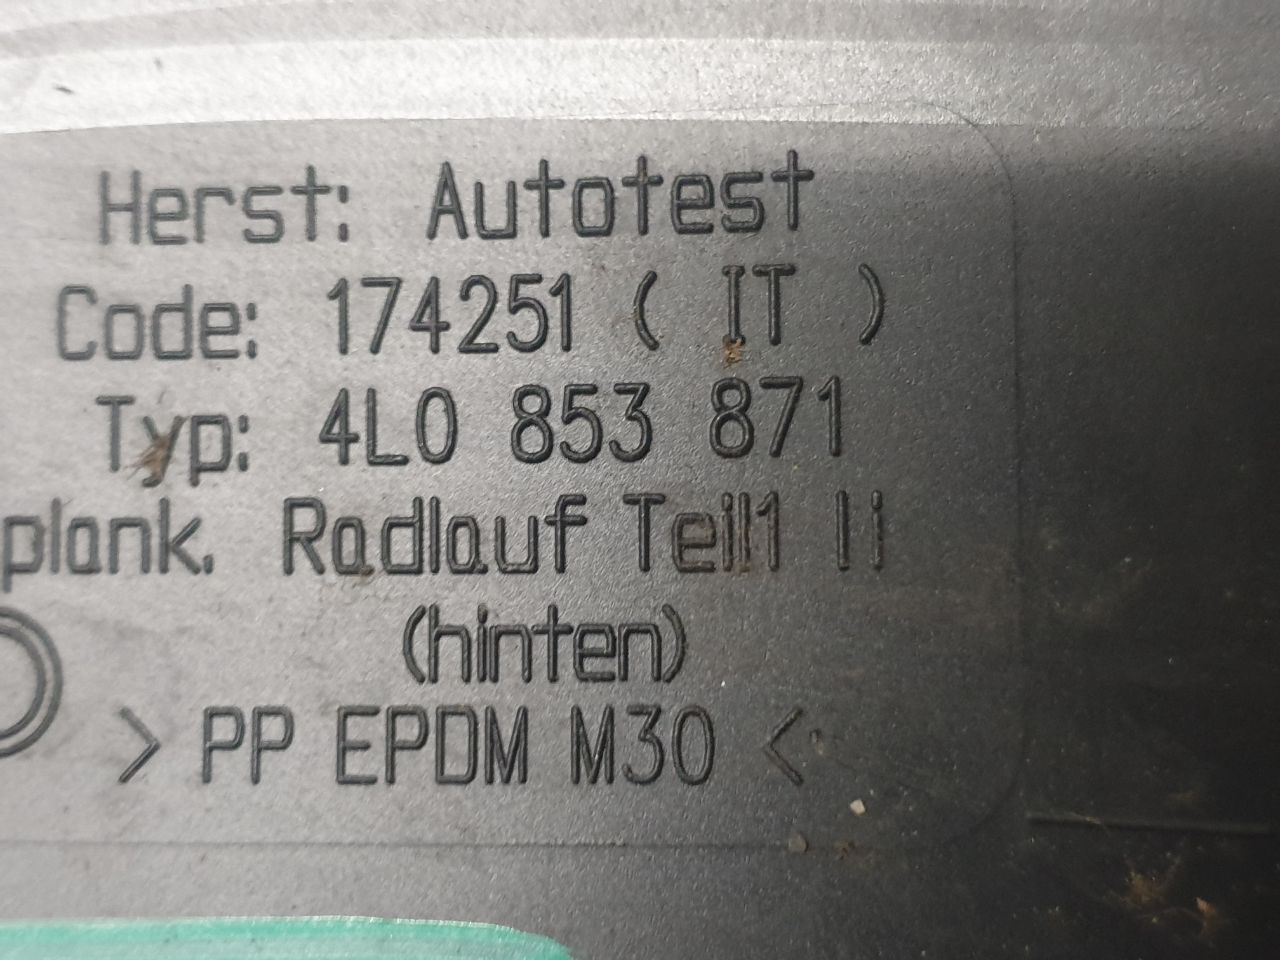 Herst: Autotest
Code: 174251 ( IT )
Typ: 4L0 853 871
plank. Radlauf Teil1 li
(hinten)
> PP EPDM M30 <